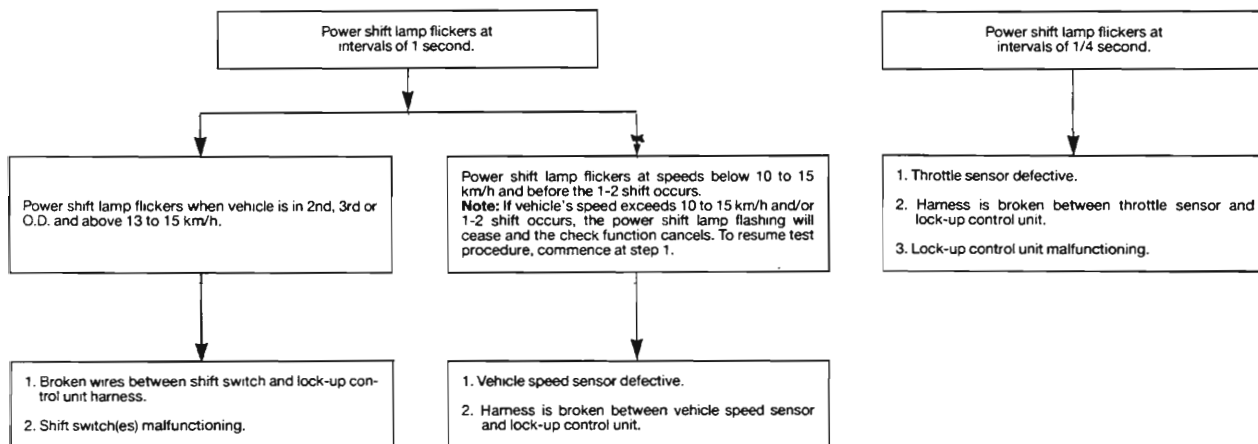 Power shift lamp flickers at
intervals of 1 second.
Power shift lamp flickers at
intervals of 1/4 second.
Power shift lamp flickers when vehicle is in 2nd, 3rd or
O.D. and above 13 to 15 km/h.
Power shift lamp flickers at speeds below 10 to 15
km/h and before the 1-2 shift occurs.
Note: If vehicle's speed exceeds 10 to 15 km/h and/or
1-2 shift occurs, the power shift lamp flashing will
cease and the check function cancels. To resume test
procedure, commence at step 1.
1. Throttle sensor defective.
2. Harness is broken between throttle sensor and
lock-up control unit.
3. Lock-up control unit malfunctioning.
1. Broken wires between shift switch and lock-up con-
trol unit harness.
2. Shift switch(es) malfunctioning.
1. Vehicle speed sensor defective.
2. Harness is broken between vehicle speed sensor
and lock-up control unit.